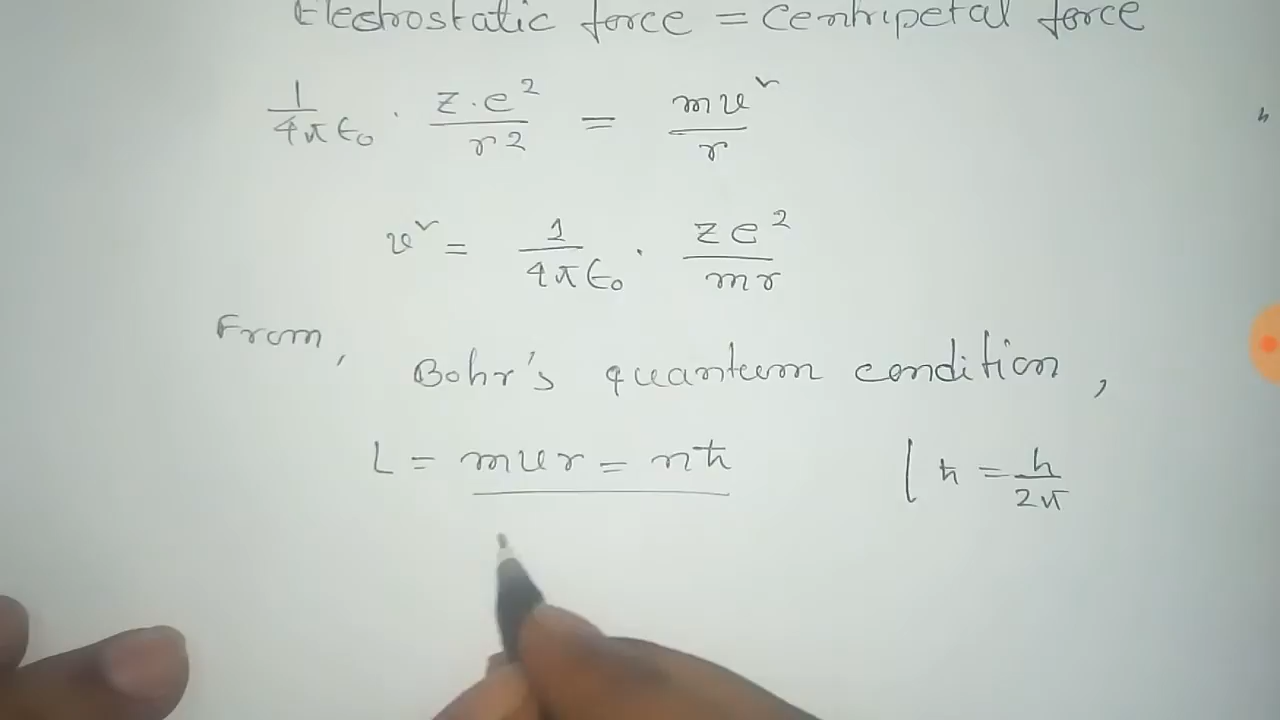 Electrostatic force = Centripetal force
1/4πϵ₀ · z.e²/r² = mv²/r
v² = 1/4πϵ₀ · ze²/mr
From,
Bohr's quantum condition,
L = mvr = nħ [ ħ = h/2π